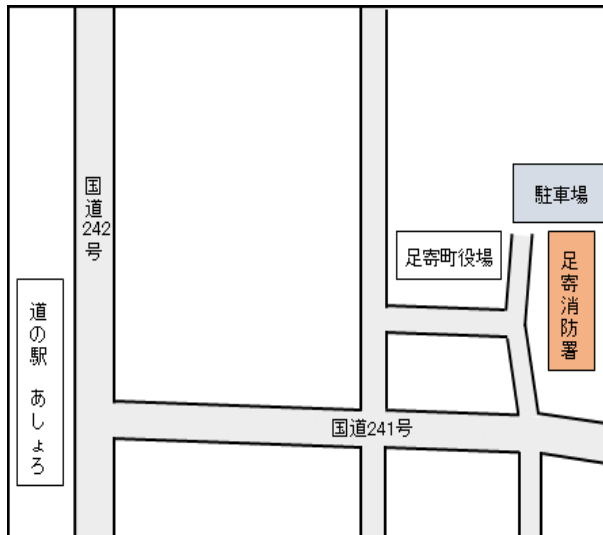 国道242号
駐車場
足寄町役場
足寄消防署
道の駅 あしょろ
国道241号